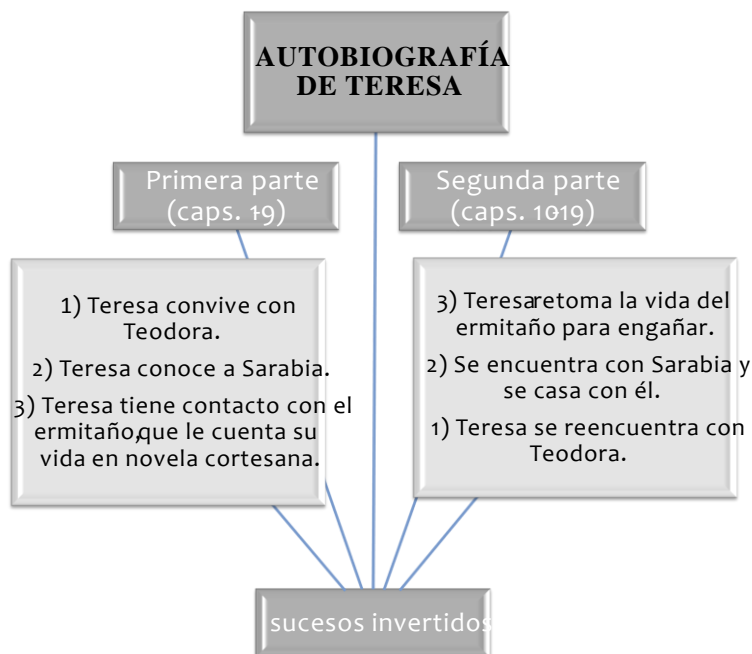 AUTOBIOGRAFÍA
DE TERESA
Primera parte
(caps. 1-9)
1) Teresa convive con
Teodora.
2) Teresa conoce a Sarabia.
3) Teresa tiene contacto con el
ermitaño,que le cuenta su
vida en novela cortesana.
Segunda parte
(caps. 10-19)
3) Teresaretoma la vida del
ermitaño para engañar.
2) Se encuentra con Sarabia y
se casa con él.
1) Teresa se reencuentra con
Teodora.
sucesos invertidos